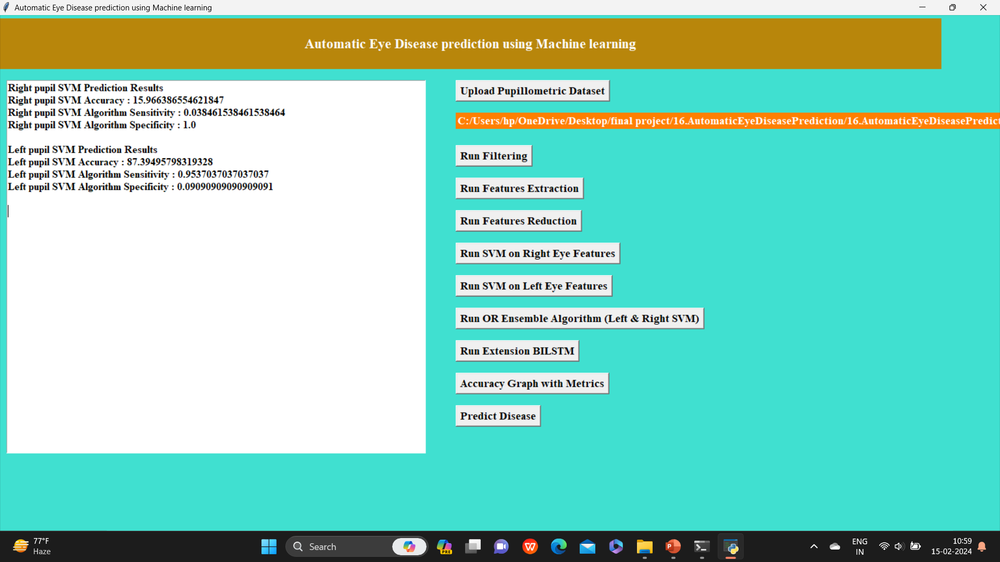 Automatic Eye Disease prediction using Machine learning
Automatic Eye Disease prediction using Machine learning
Right pupil SVM Prediction Results
Right pupil SVM Accuracy : 15.966386554621847
Right pupil SVM Algorithm Sensitivity : 0.038461538461538464
Right pupil SVM Algorithm Specificity : 1.0
Left pupil SVM Prediction Results
Left pupil SVM Accuracy : 87.39495798319328
Left pupil SVM Algorithm Sensitivity : 0.9537037037037037
Left pupil SVM Algorithm Specificity : 0.09090909090909091
Upload Pupillometric Dataset
C:/Users/hp/OneDrive/Desktop/final project/16.AutomaticEyeDiseasePrediction/16.AutomaticEyeDiseasePredict
Run Filtering
Run Features Extraction
Run Features Reduction
Run SVM on Right Eye Features
Run SVM on Left Eye Features
Run OR Ensemble Algorithm (Left & Right SVM)
Run Extension BILSTM
Accuracy Graph with Metrics
Predict Disease
77°F
Haze
Search
PRE
ENG
IN
10:59
15-02-2024